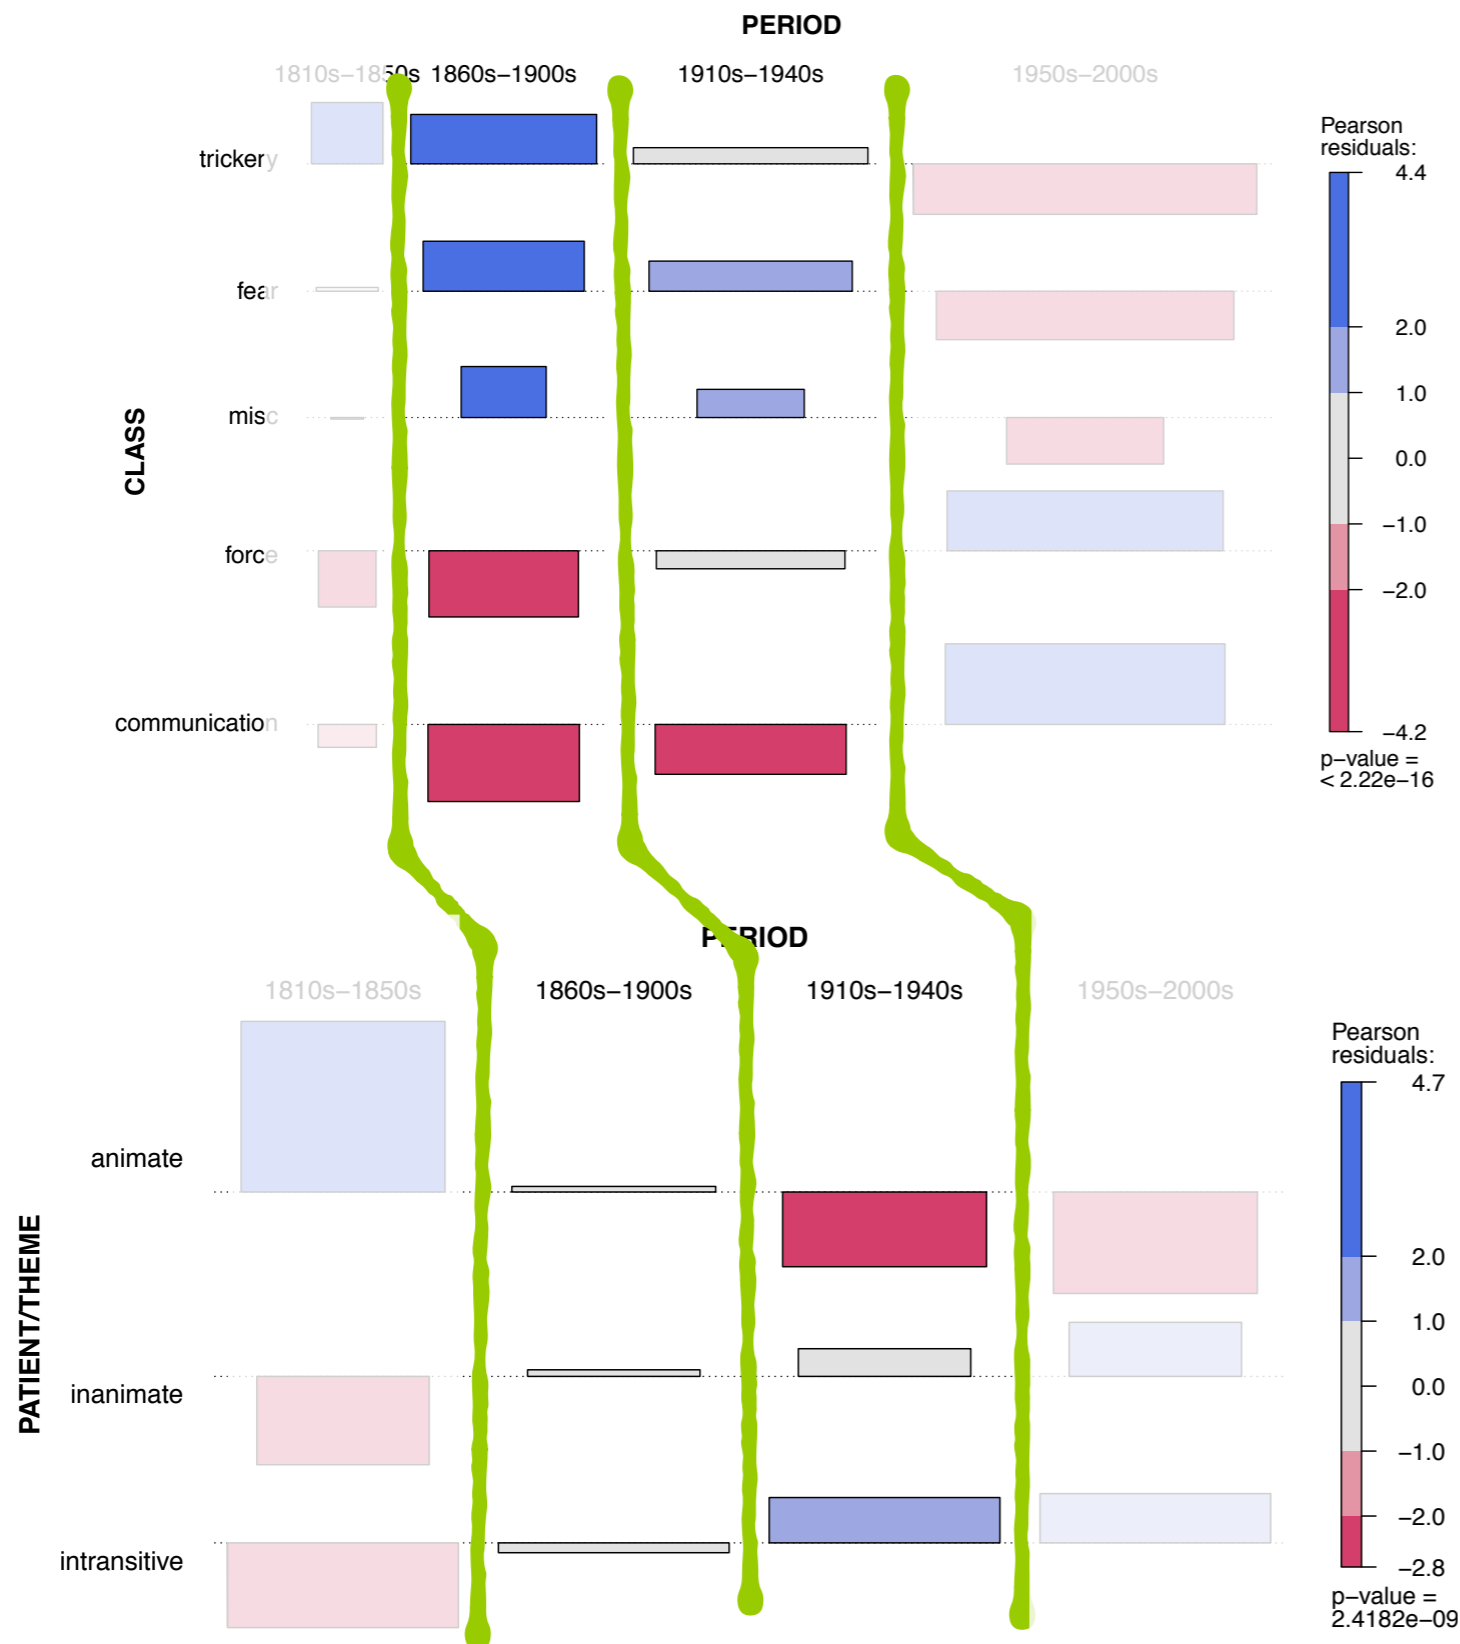 PERIOD
1810s−1850s 1860s−1900s 1910s−1940s 1950s−2000s
Pearson
residuals:
4.4
trickery
fear
2.0
1.0
misc
CLASS
0.0
−1.0
force
−2.0
communication
−4.2
p−value =
< 2.22e−16
PERIOD
1810s−1850s 1860s−1900s 1910s−1940s 1950s−2000s
Pearson
residuals:
4.7
animate
2.0
1.0
PATIENT/THEME
inanimate
0.0
−1.0
−2.0
intransitive
−2.8
p−value =
2.4182e−09